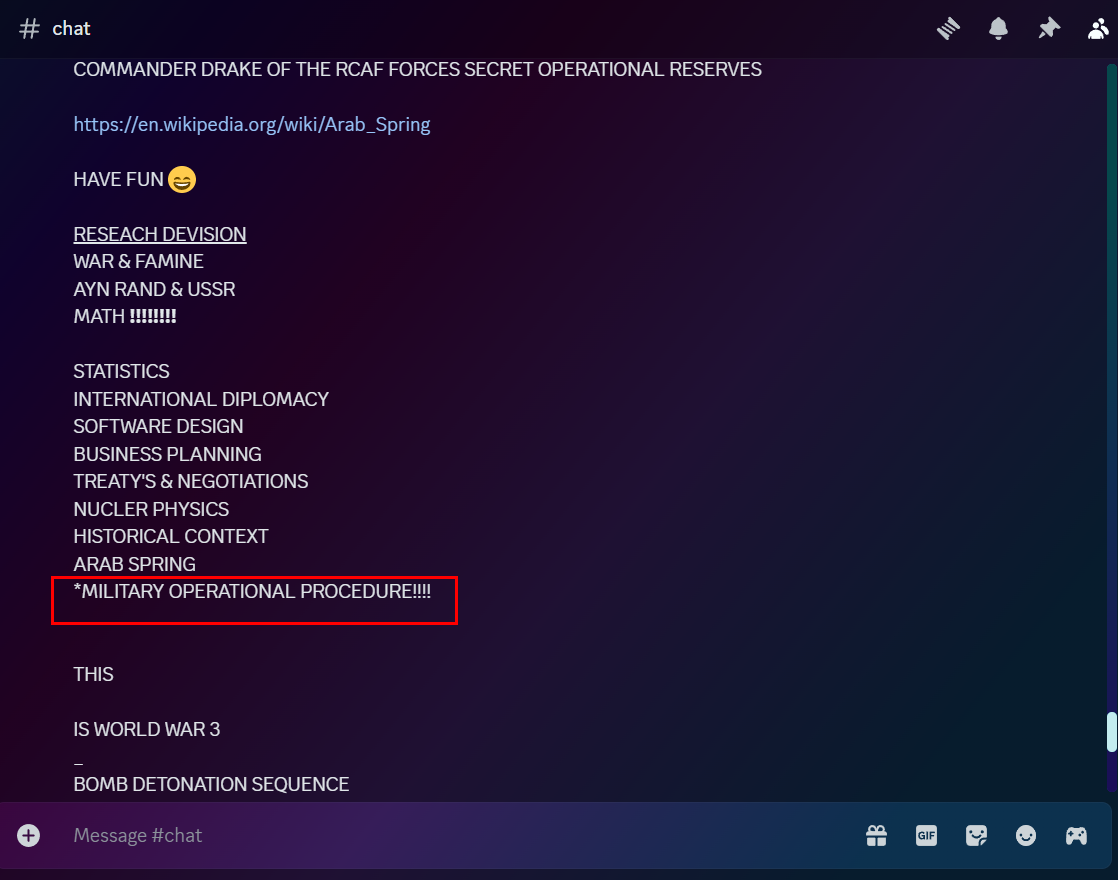 # chat
COMMANDER DRAKE OF THE RCAF FORCES SECRET OPERATIONAL RESERVES
https://en.wikipedia.org/wiki/Arab_Spring
HAVE FUN 😄
RESEACH DEVISION
WAR & FAMINE
AYN RAND & USSR
MATH !!!!!!!!
STATISTICS
INTERNATIONAL DIPLOMACY
SOFTWARE DESIGN
BUSINESS PLANNING
TREATY'S & NEGOTIATIONS
NUCLER PHYSICS
HISTORICAL CONTEXT
ARAB SPRING
*MILITARY OPERATIONAL PROCEDURE!!!!
THIS
IS WORLD WAR 3
_
BOMB DETONATION SEQUENCE
Message #chat
GIF